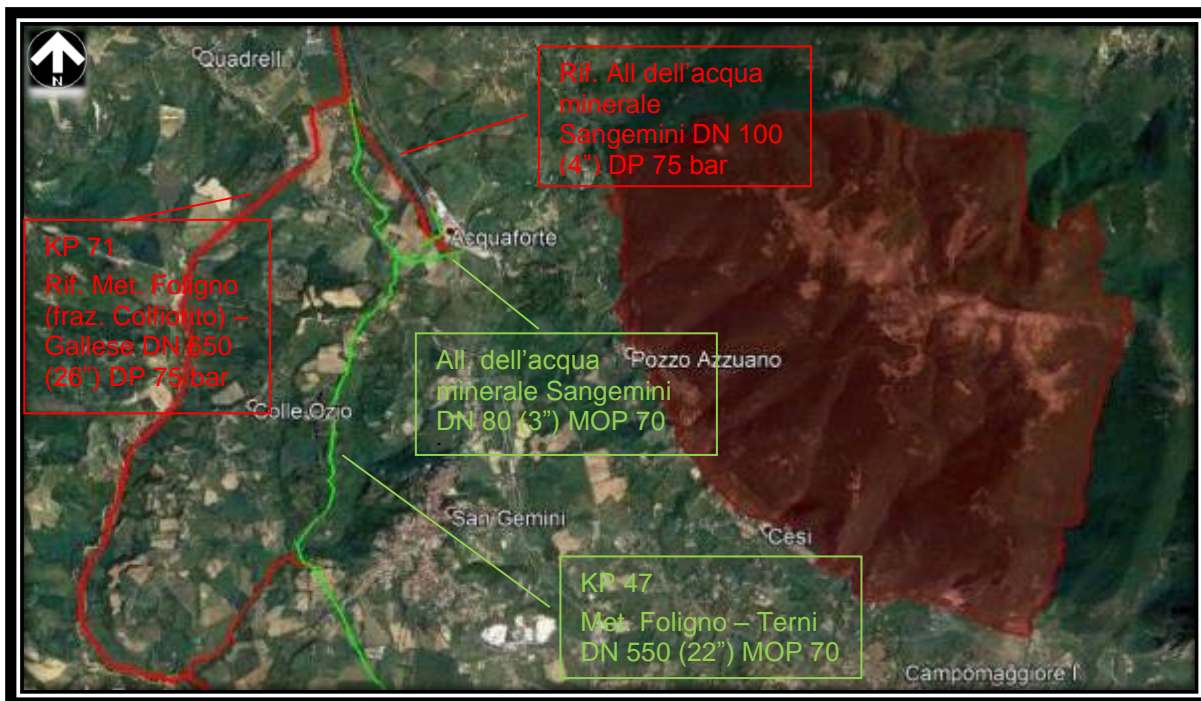 N
Quadrelli
Rif. All dell'acqua
minerale
Sangemini DN 100
(4") DP 75 bar
KP 71
Rif. Met. Foligno
(fraz. Colfiorito) –
Gallese DN 650
(26") DP 75 bar
Acquaforte
All. dell'acqua
minerale Sangemini
DN 80 (3") MOP 70
.
Pozzo Azzuano
Colle Ozio
San Gemini
Cesi
KP 47
Met. Foligno – Terni
DN 550 (22") MOP 70
Campomaggiore I